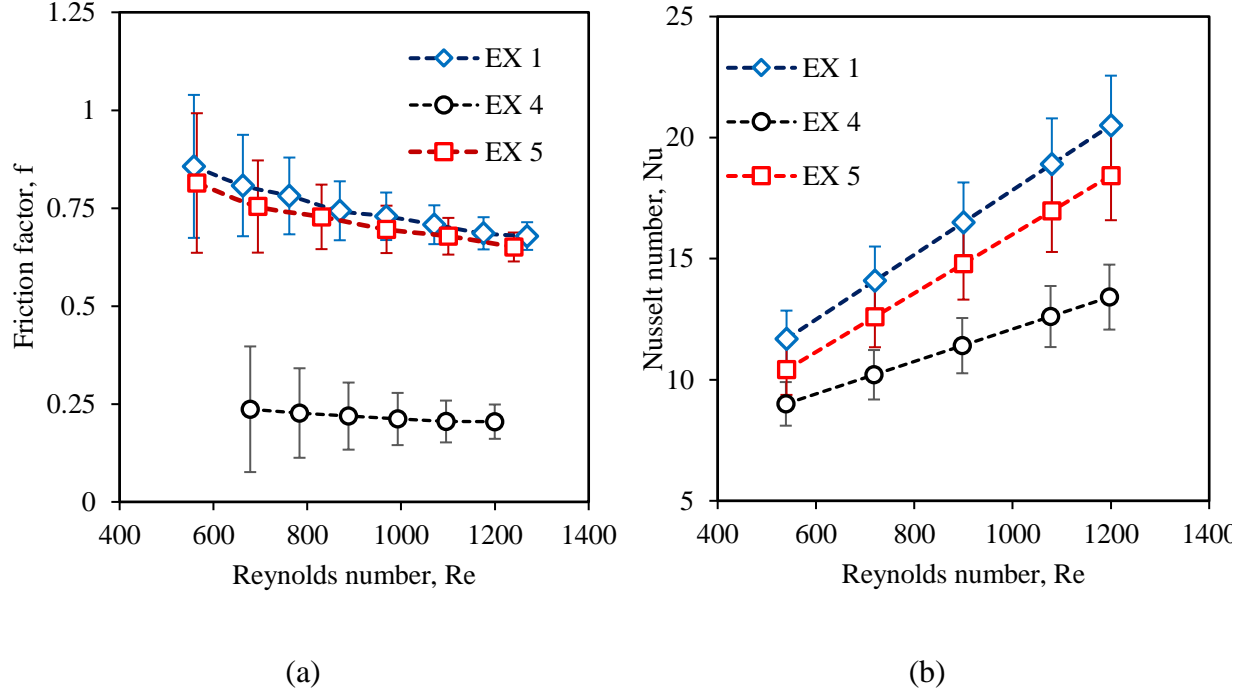 1.25
1
0.75
0.5
0.25
0
400
600
800
1000
1200
1400
Friction factor, f
Reynolds number, Re
EX 1
EX 4
EX 5
(a)
25
20
15
10
5
400
600
800
1000
1200
1400
Nusselt number, Nu
Reynolds number, Re
EX 1
EX 4
EX 5
(b)